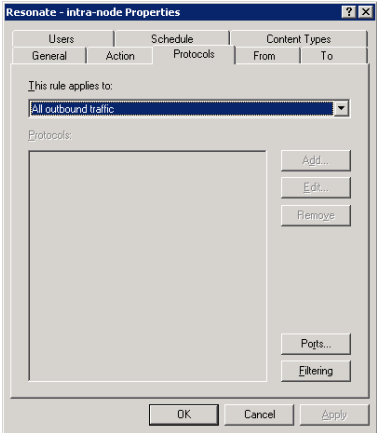 Resonate - intra-node Properties
Users Schedule Content Types
General Action Protocols From To
This rule applies to:
All outbound traffic
Protocols:
Add...
Edit...
Remove
Ports...
Filtering
OK Cancel Apply